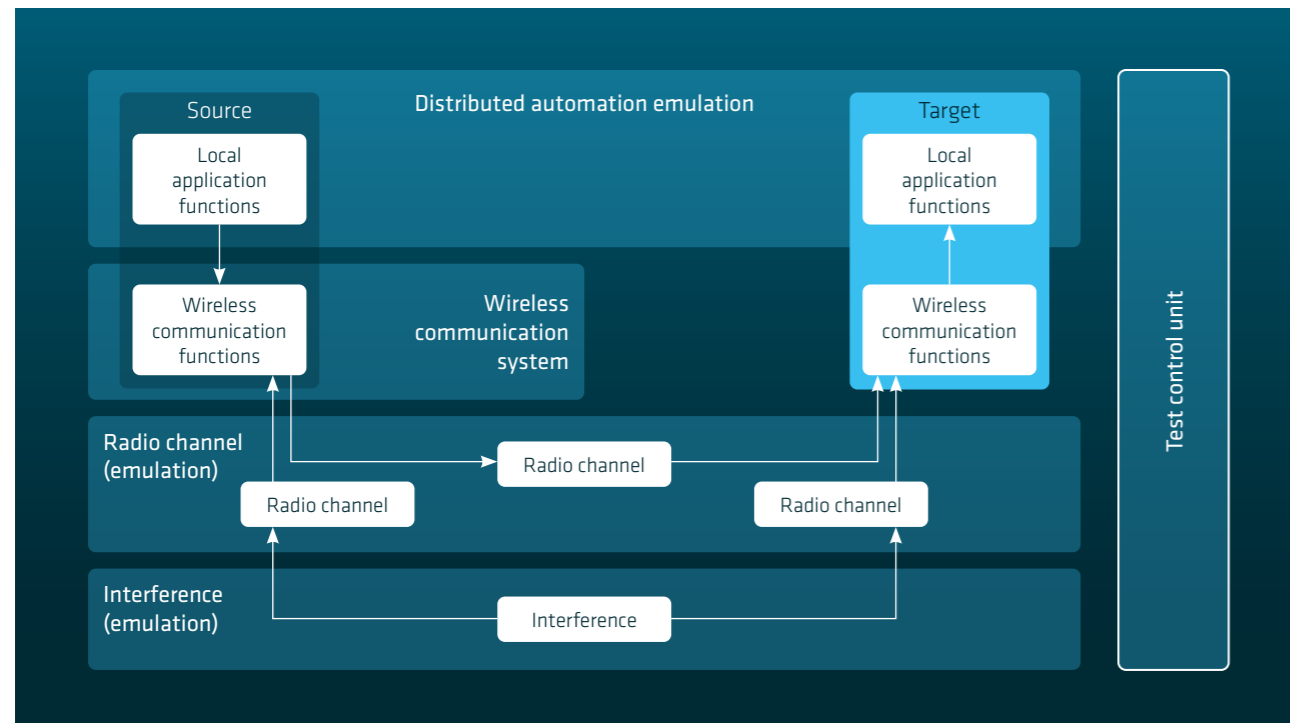 Distributed automation emulation
Source
Local
application
functions
Target
Local
application
functions
Wireless
communication
functions
Wireless
communication
system
Wireless
communication
functions
Radio channel
(emulation)
Radio channel
Radio channel
Radio channel
Interference
(emulation)
Interference
Test control unit